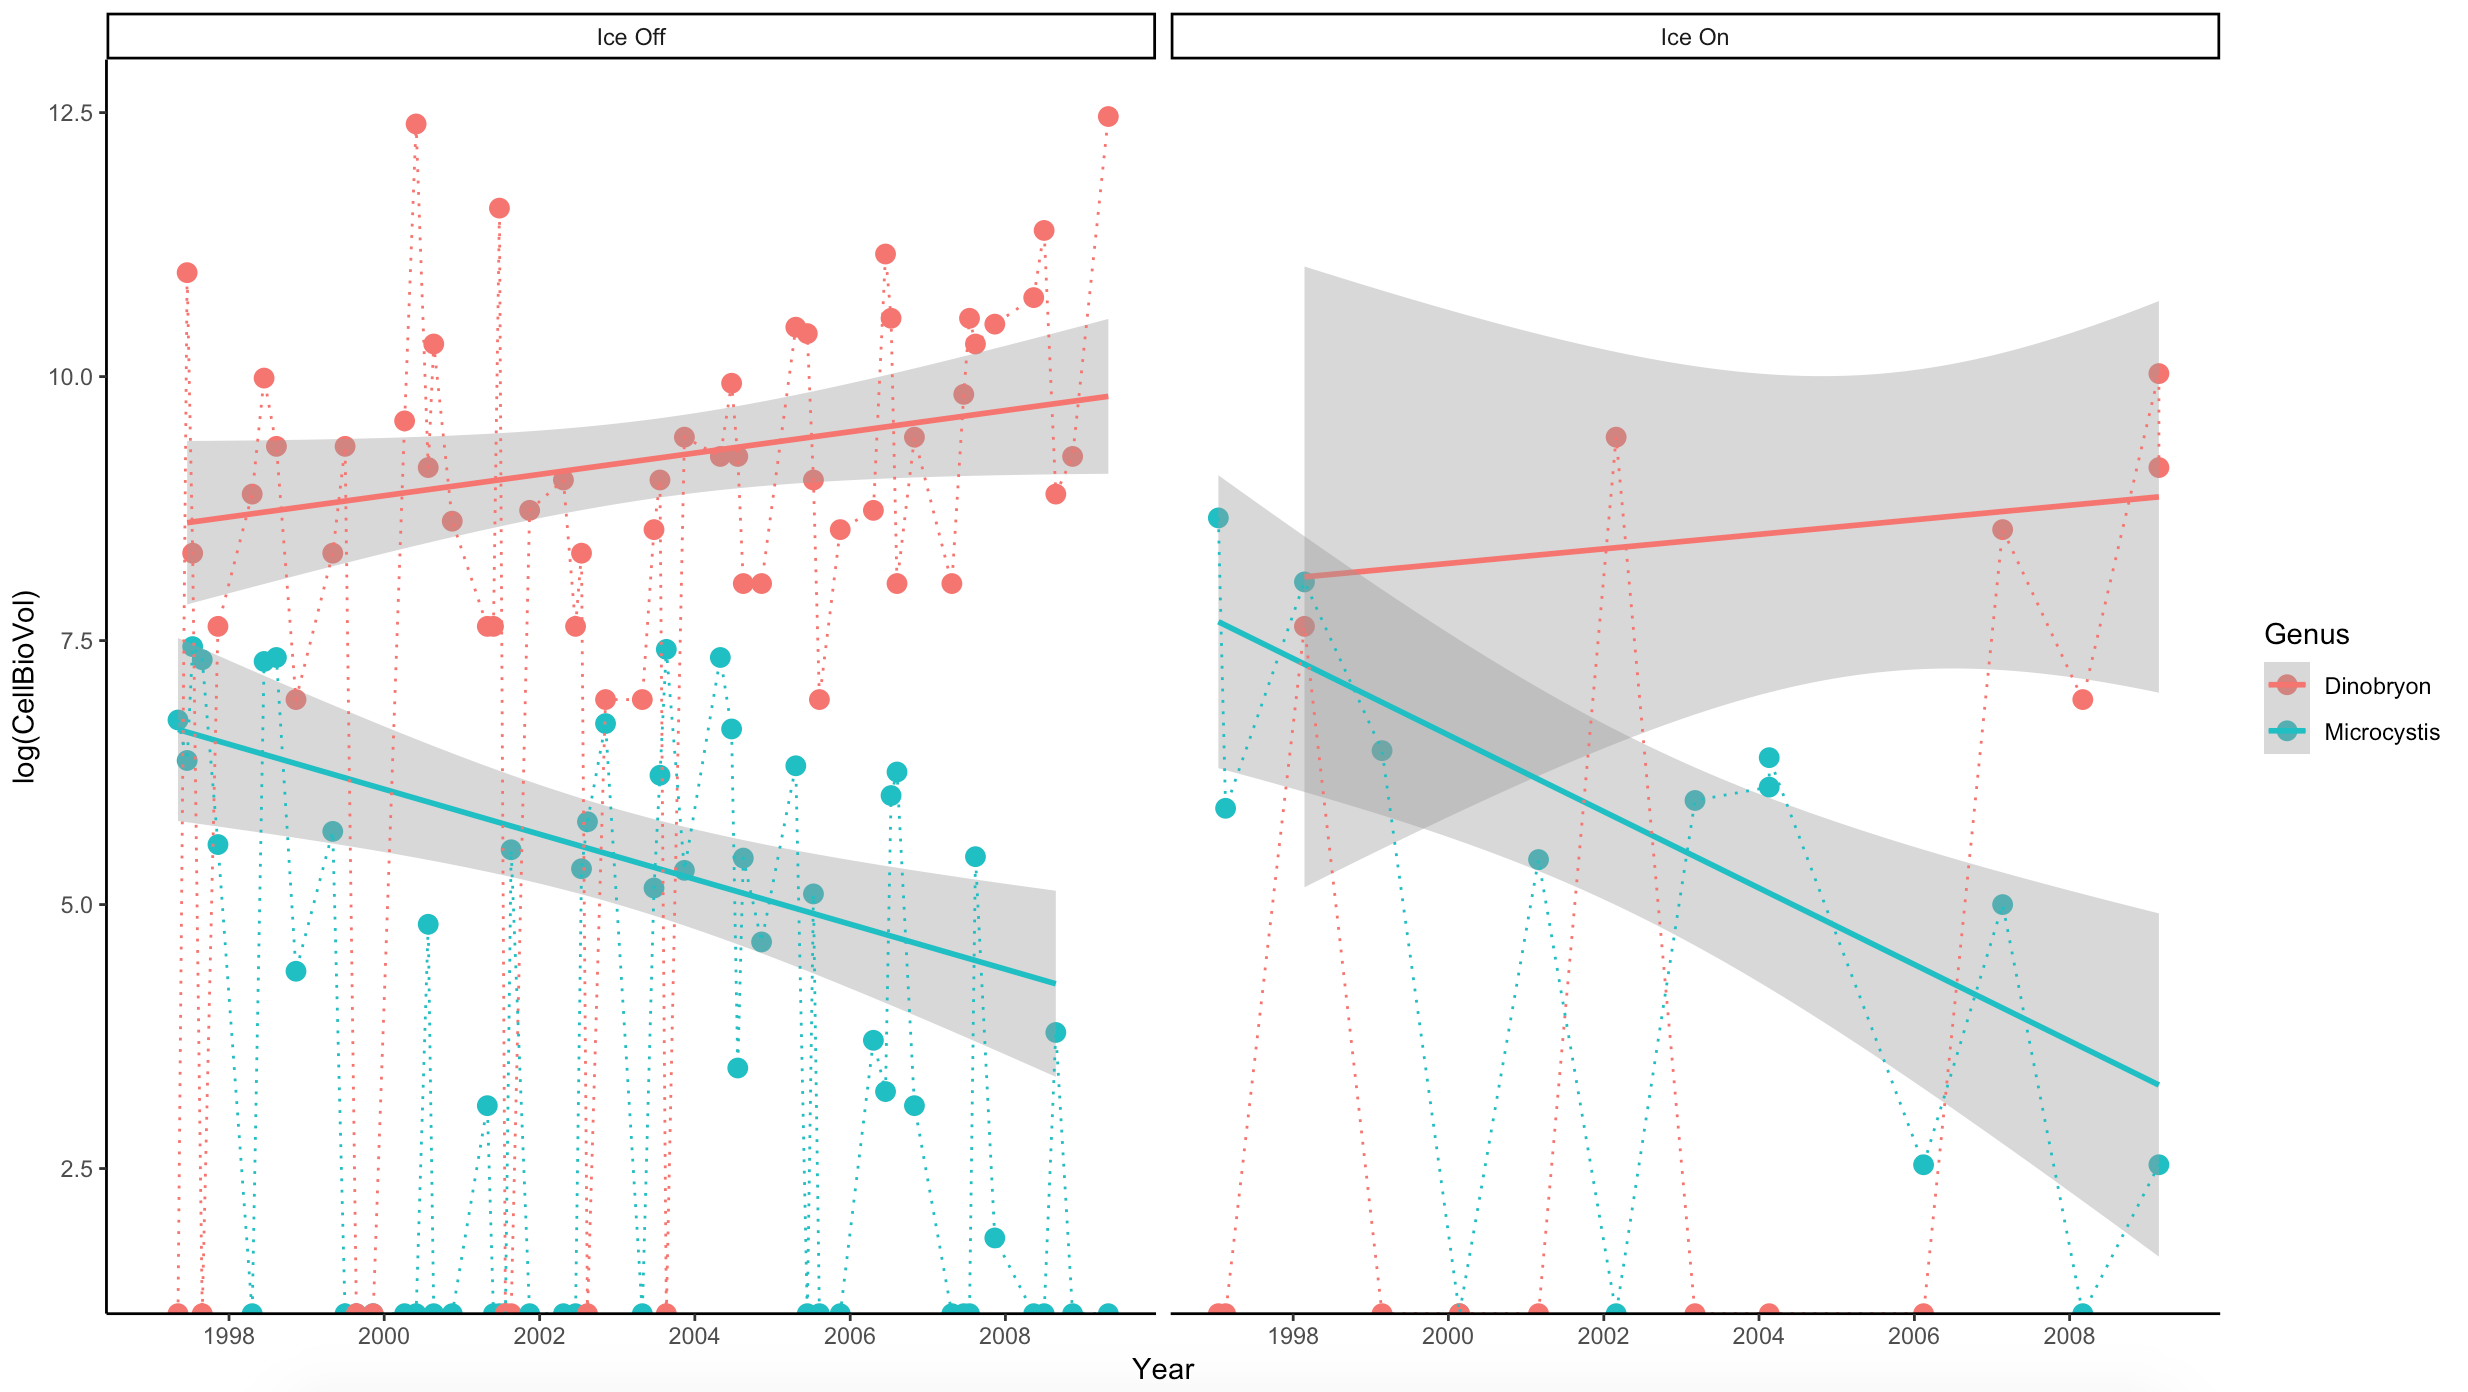 Ice Off
Ice On
12.5
10.0
7.5
5.0
2.5
log(CellBioVol)
1998 2000 2002 2004 2006 2008
1998 2000 2002 2004 2006 2008
Year
Genus
Dinobryon
Microcystis